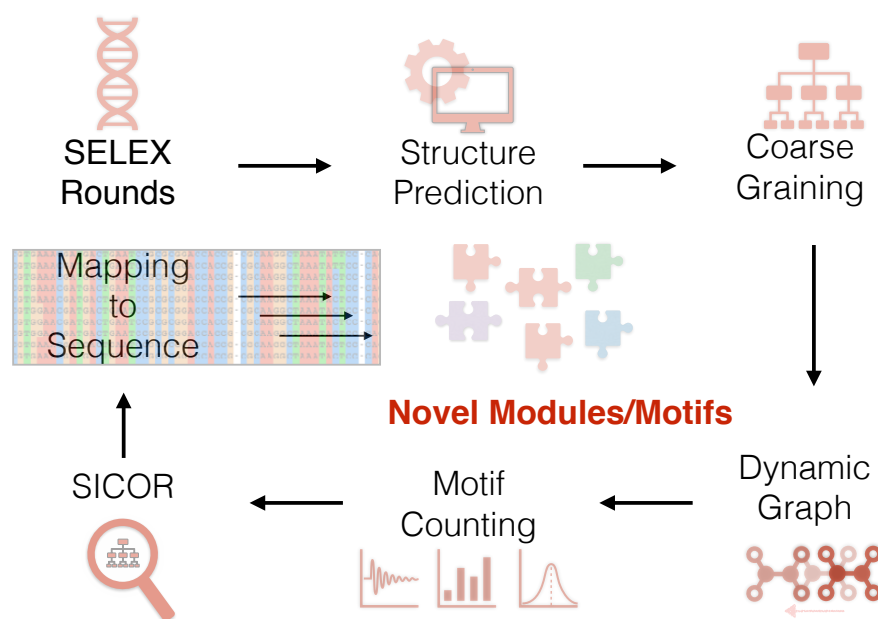 SELEX
Rounds
Structure
Prediction
Coarse
Graining
Mapping
to
Sequence
Novel Modules/Motifs
SICOR
Motif
Counting
Dynamic
Graph